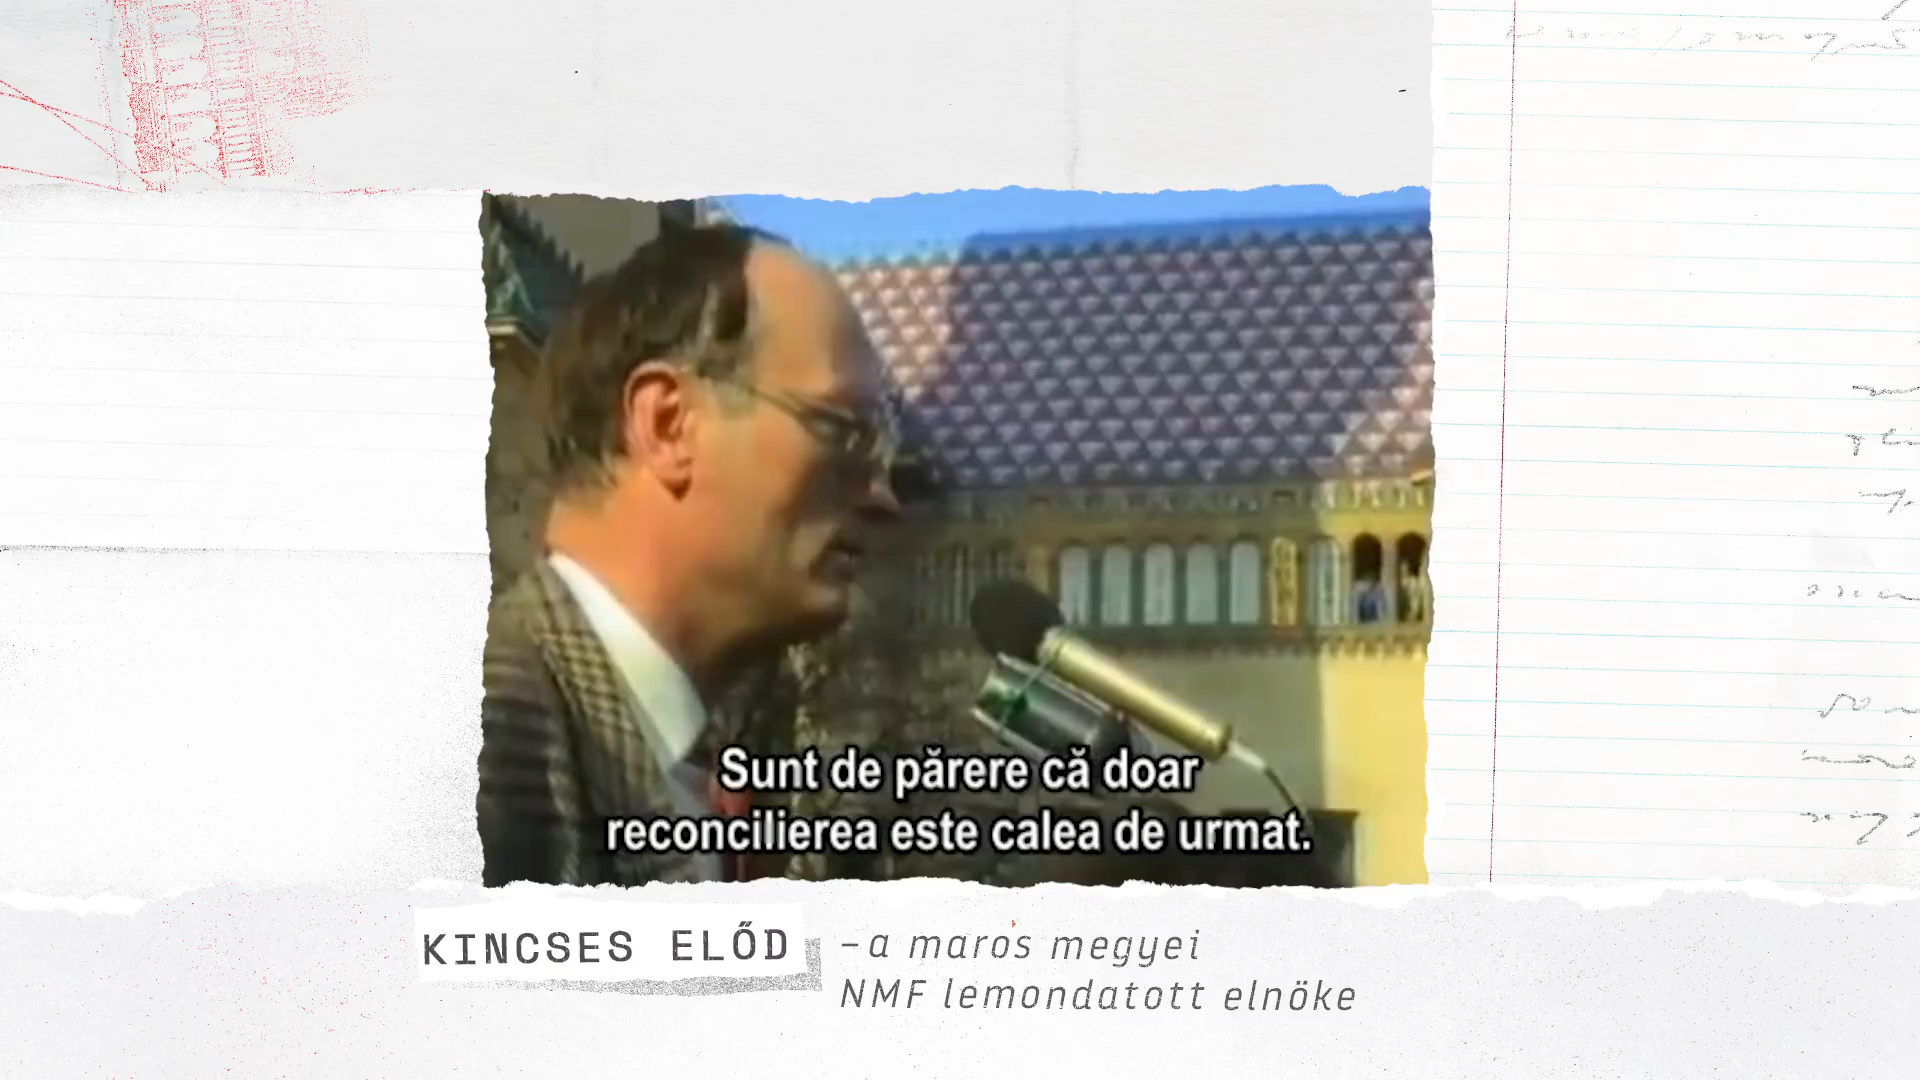 Sunt de părere că doar
reconcilierea este calea de urmat.
KINCSES ELŐD
–a maros megyei
NMF lemondatott elnöke